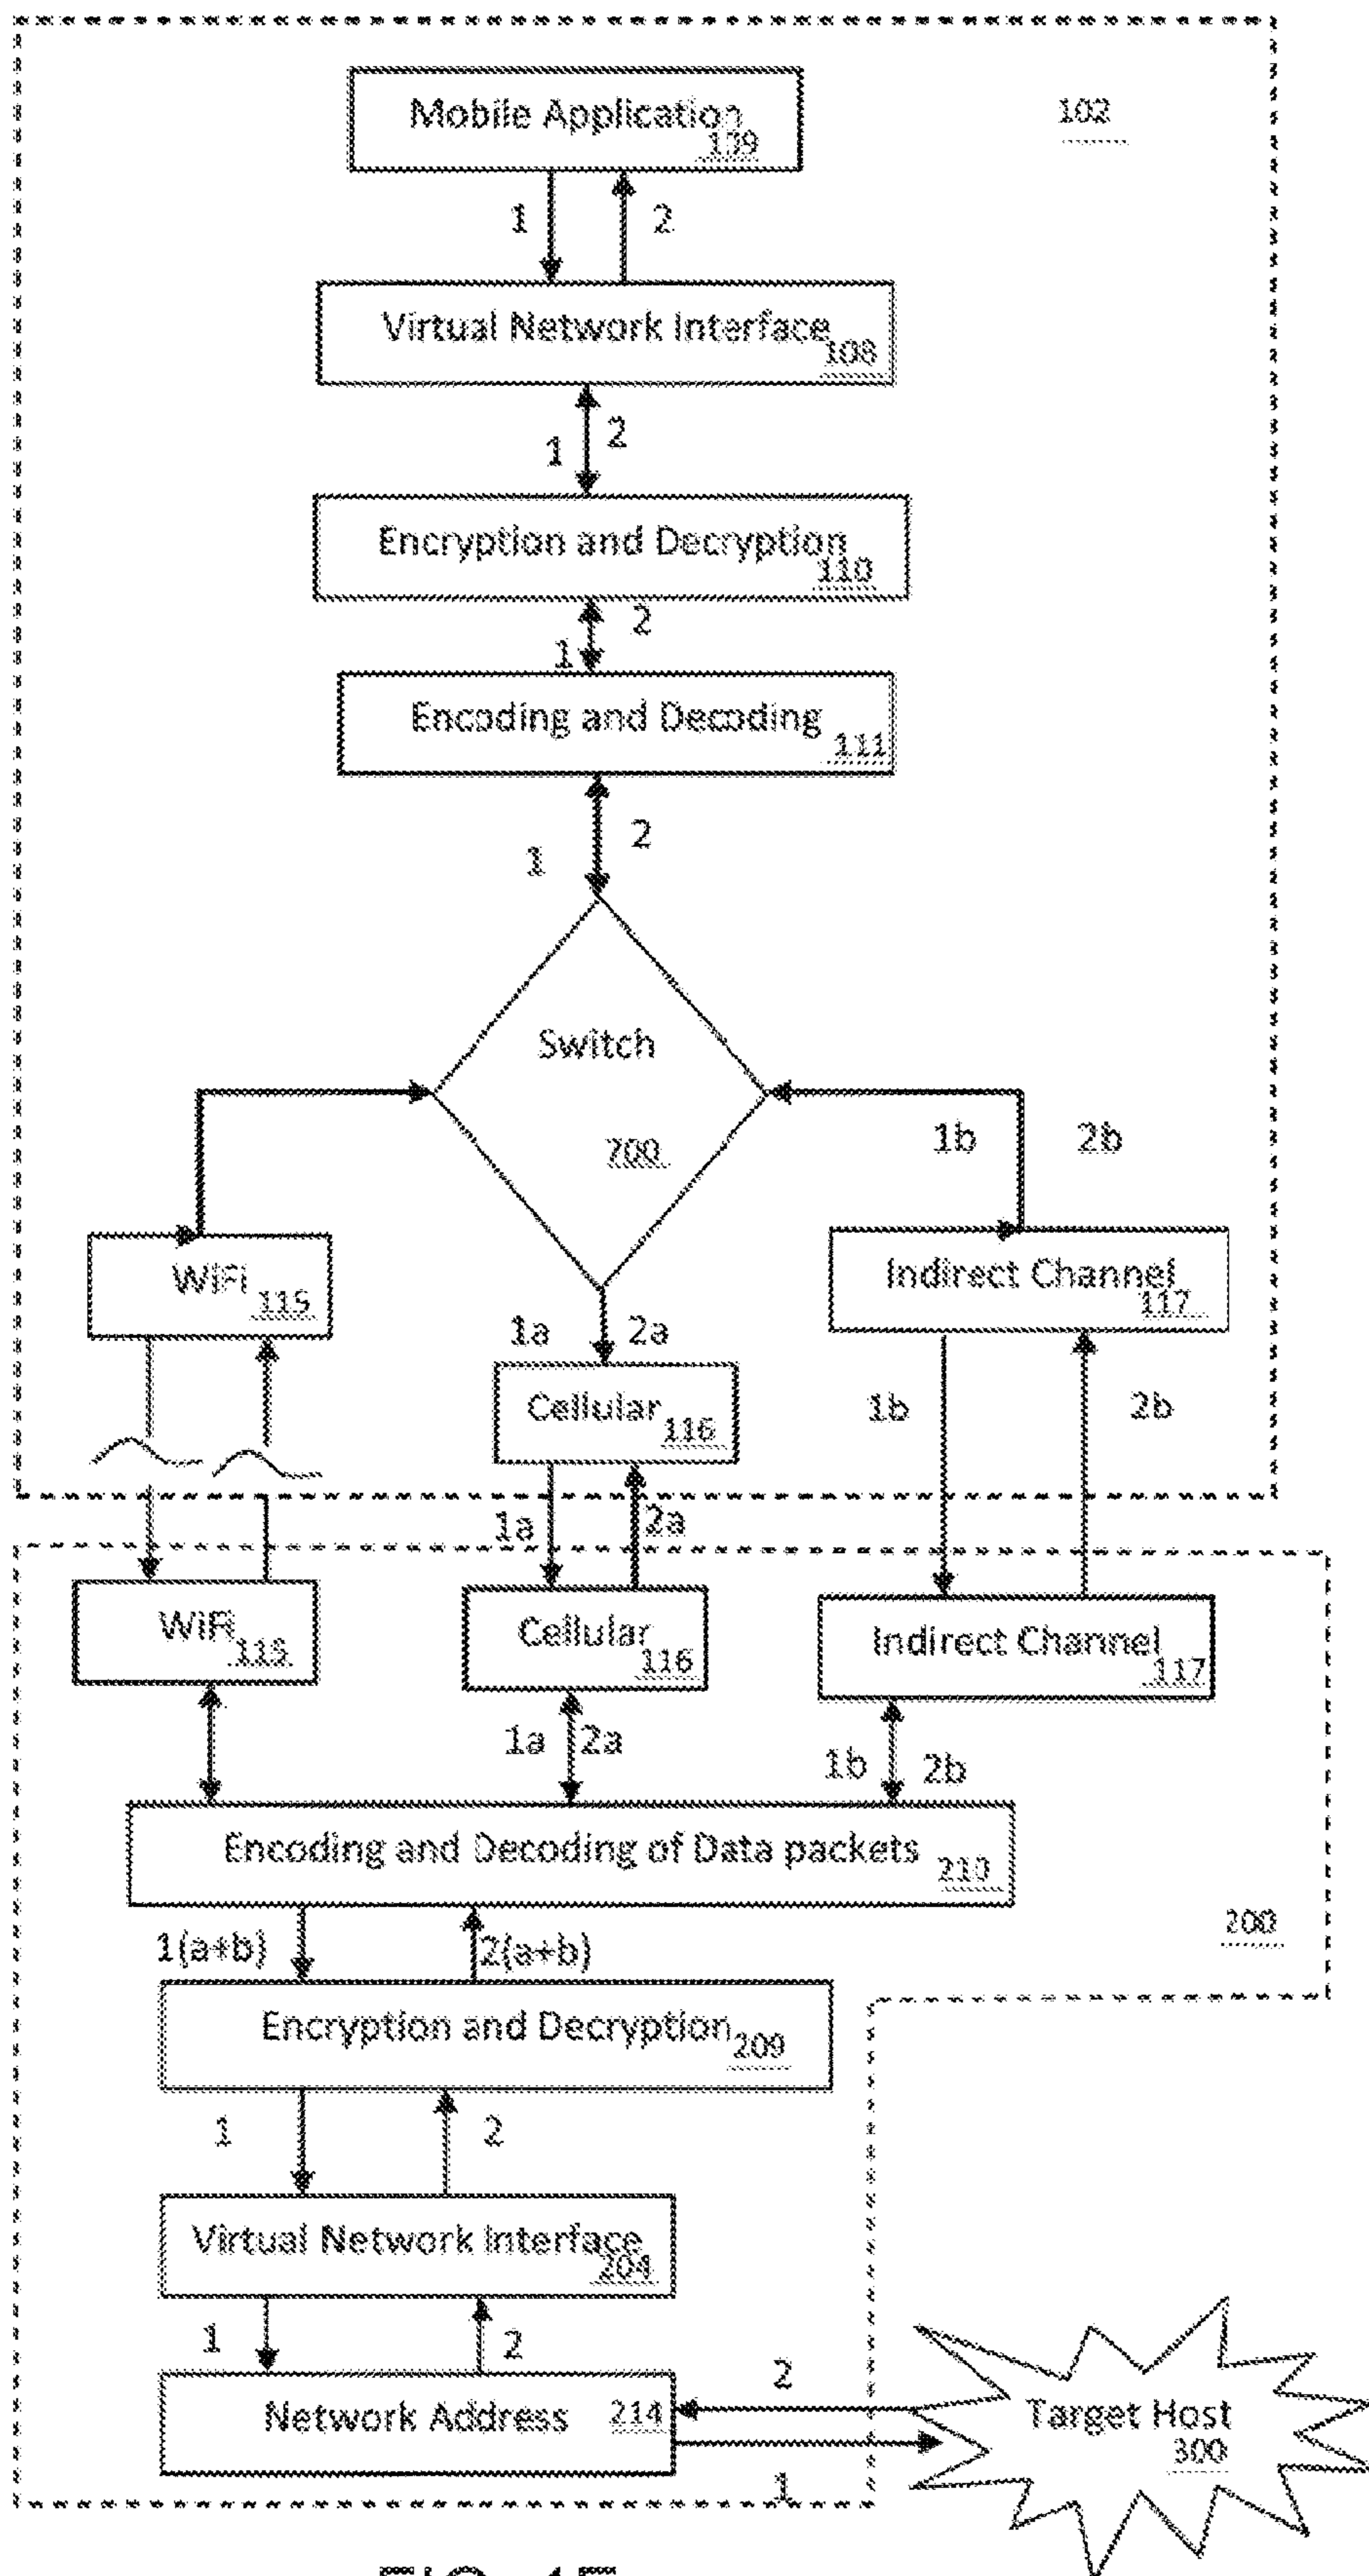 Mobile Application
109
102
1
2
Virtual Network Interface
108
2
1
Encryption and Decryption
110
2
1
Encoding and Decoding
111
2
1
Switch
700
1b
2b
WiFi
115
Indirect Channel
117
1a
2a
Cellular
116
1b
2b
1a
2a
WiFi
115
Cellular
116
Indirect Channel
117
1a
2a
1b
2b
Encoding and Decoding of Data packets
210
200
1(a+b)
2(a+b)
Encryption and Decryption
209
1
2
Virtual Network Interface
204
1
2
2
Network Address
214
Target Host
300
1